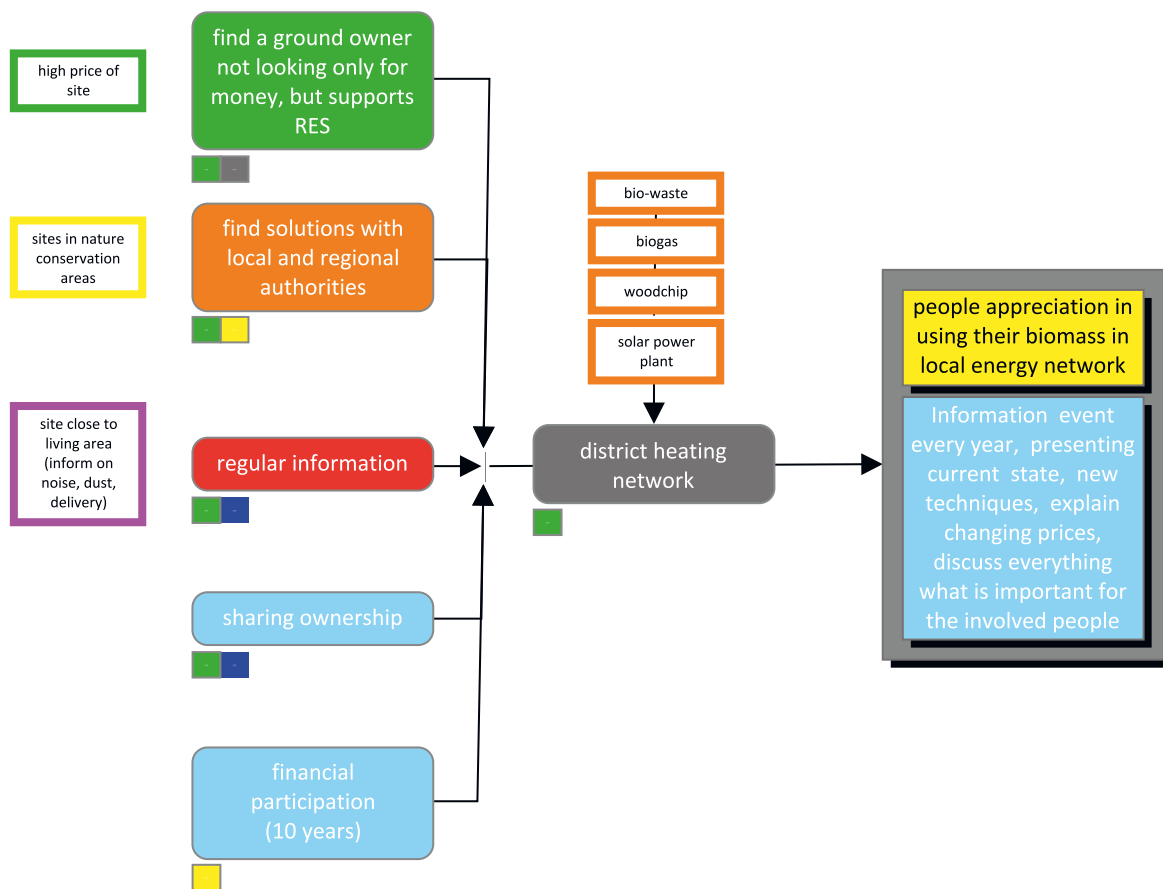 high price of
site
find a ground owner
not looking only for
money, but supports
RES
-
-
sites in nature
conservation
areas
find solutions with
local and regional
authorities
-
-
site close to
living area
(inform on
noise, dust,
delivery)
regular information
-
-
sharing ownership
-
-
financial
participation
(10 years)
-
bio-waste
biogas
woodchip
solar power
plant
district heating
network
-
people appreciation in
using their biomass in
local energy network
Information event
every year, presenting
current state, new
techniques, explain
changing prices,
discuss everything
what is important for
the involved people